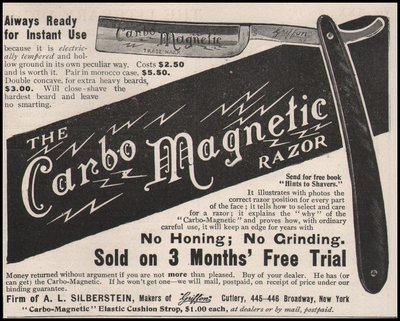 Always Ready
for Instant Use
because it is electric-
ally tempered and hol-
low ground in its own peculiar way. Costs $2.50
and is worth it. Pair in morocco case, $5.50.
Double concave, for extra heavy beards,
$3.00. Will close-shave the
hardest beard and leave
no smarting.
Carbo Magnetic
TRADE MARK
Griffon
THE
Carbo Magnetic
RAZOR
Send for free book
"Hints to Shavers."
It illustrates with photos the
correct razor position for every part
of the face; it tells how to select and care
for a razor; it explains the "why" of the
"Carbo-Magnetic" and proves how, with ordinary
careful use, it will keep an edge for years with
No Honing; No Grinding.
Sold on 3 Months' Free Trial
Money returned without argument if you are not more than pleased. Buy of your dealer. He has (or
can get) the Carbo-Magnetic. If he won't get one—we will mail, postpaid, on receipt of price under our
binding guarantee.
Firm of A. L. SILBERSTEIN, Makers of Griffon Cutlery, 445-446 Broadway, New York
"Carbo-Magnetic" Elastic Cushion Strop, $1.00 each, at dealers or by mail, postpaid.